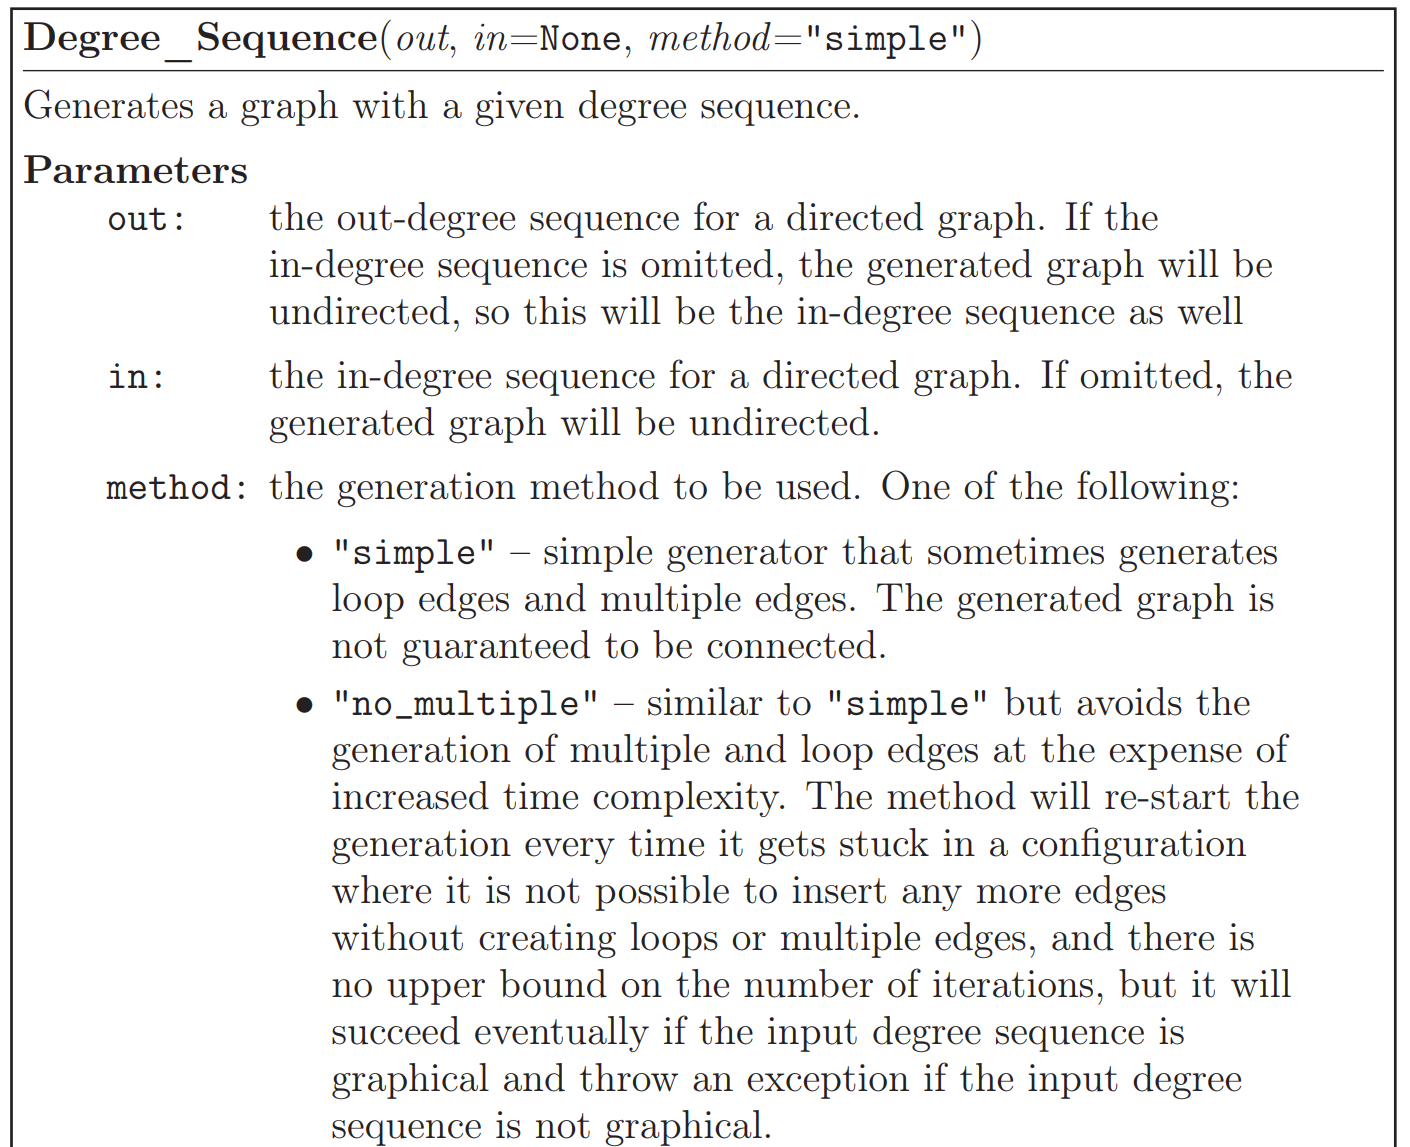 Degree_Sequence(out, in=None, method="simple")
Generates a graph with a given degree sequence.
Parameters
out: the out-degree sequence for a directed graph. If the
in-degree sequence is omitted, the generated graph will be
undirected, so this will be the in-degree sequence as well
in: the in-degree sequence for a directed graph. If omitted, the
generated graph will be undirected.
method: the generation method to be used. One of the following:
• "simple" – simple generator that sometimes generates
loop edges and multiple edges. The generated graph is
not guaranteed to be connected.
• "no_multiple" – similar to "simple" but avoids the
generation of multiple and loop edges at the expense of
increased time complexity. The method will re-start the
generation every time it gets stuck in a configuration
where it is not possible to insert any more edges
without creating loops or multiple edges, and there is
no upper bound on the number of iterations, but it will
succeed eventually if the input degree sequence is
graphical and throw an exception if the input degree
sequence is not graphical.